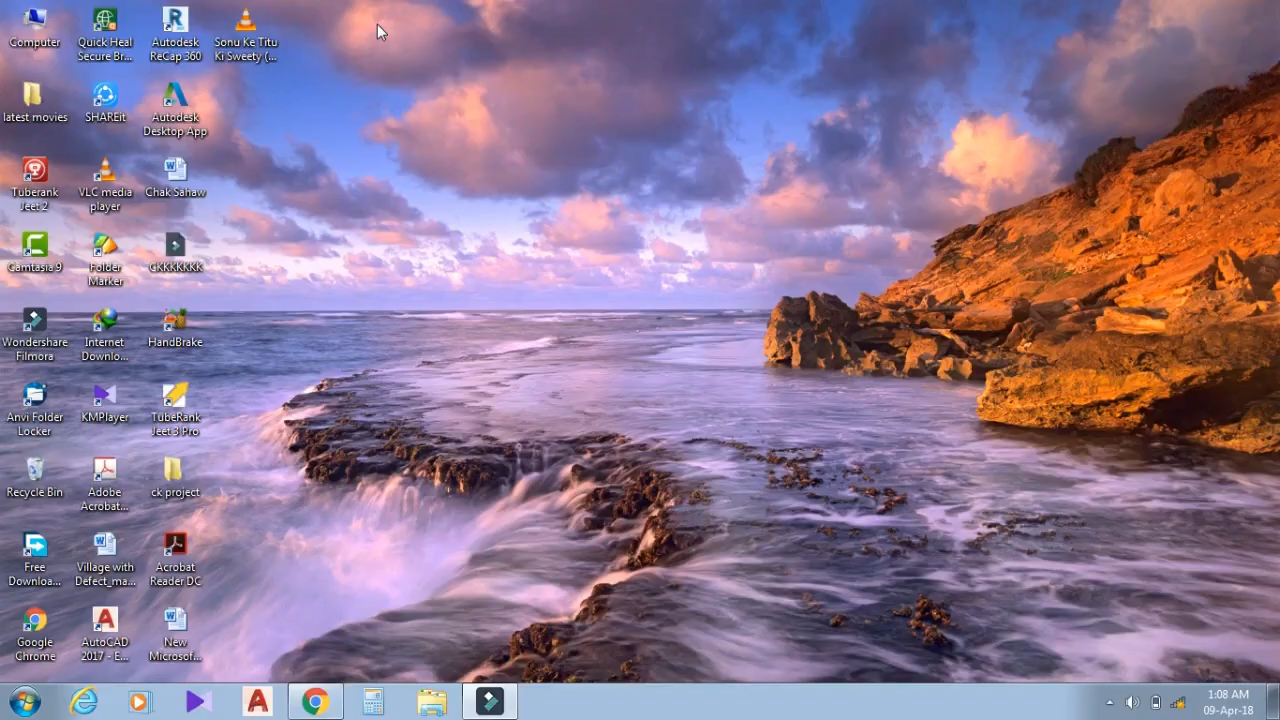 Computer
Quick Heal
Secure Br...
Autodesk
ReCap 360
Sonu Ke Titu
Ki Sweety (...
latest movies
SHAREit
Autodesk
Desktop App
Tuberank
Jeet 2
VLC media
player
Chak Sahaw
Camtasia 9
Folder
Marker
CKKKKKKK
Wondershare
Filmora
Internet
Downlo...
HandBrake
Anvi Folder
Locker
KMPlayer
TubeRank
Jeet 3 Pro
Recycle Bin
Adobe
Acrobat...
ck project
Free
Downloa...
Village with
Defect_ma...
Acrobat
Reader DC
Google
Chrome
AutoCAD
2017 - E...
New
Microsof...
1:08 AM
09-Apr-18